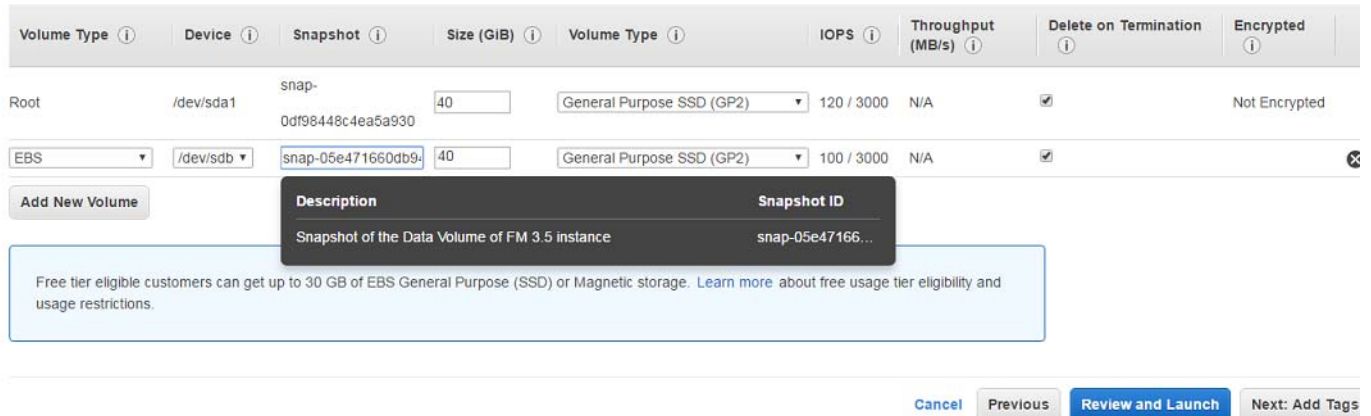 Volume Type Device Snapshot Size (GiB) Volume Type IOPS Throughput (MB/s) Delete on Termination Encrypted
Root /dev/sda1 snap-0df98448c4ea5a930 40 General Purpose SSD (GP2) 120 / 3000 N/A Not Encrypted
EBS /dev/sdb snap-05e471660db9 40 General Purpose SSD (GP2) 100 / 3000 N/A
Add New Volume
Description Snapshot ID
Snapshot of the Data Volume of FM 3.5 instance snap-05e47166...
Free tier eligible customers can get up to 30 GB of EBS General Purpose (SSD) or Magnetic storage. Learn more about free usage tier eligibility and
usage restrictions.
Cancel Previous Review and Launch Next: Add Tags